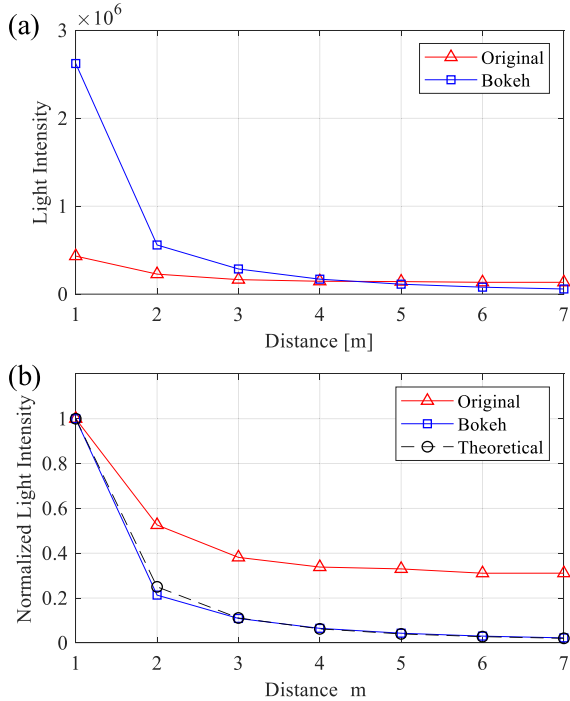 (a)
×10⁶
3
2
1
0
Light Intensity
Original
Bokeh
1 2 3 4 5 6 7
Distance [m]
(b)
1
0.8
0.6
0.4
0.2
0
Normalized Light Intensity
Original
Bokeh
Theoretical
1 2 3 4 5 6 7
Distance m